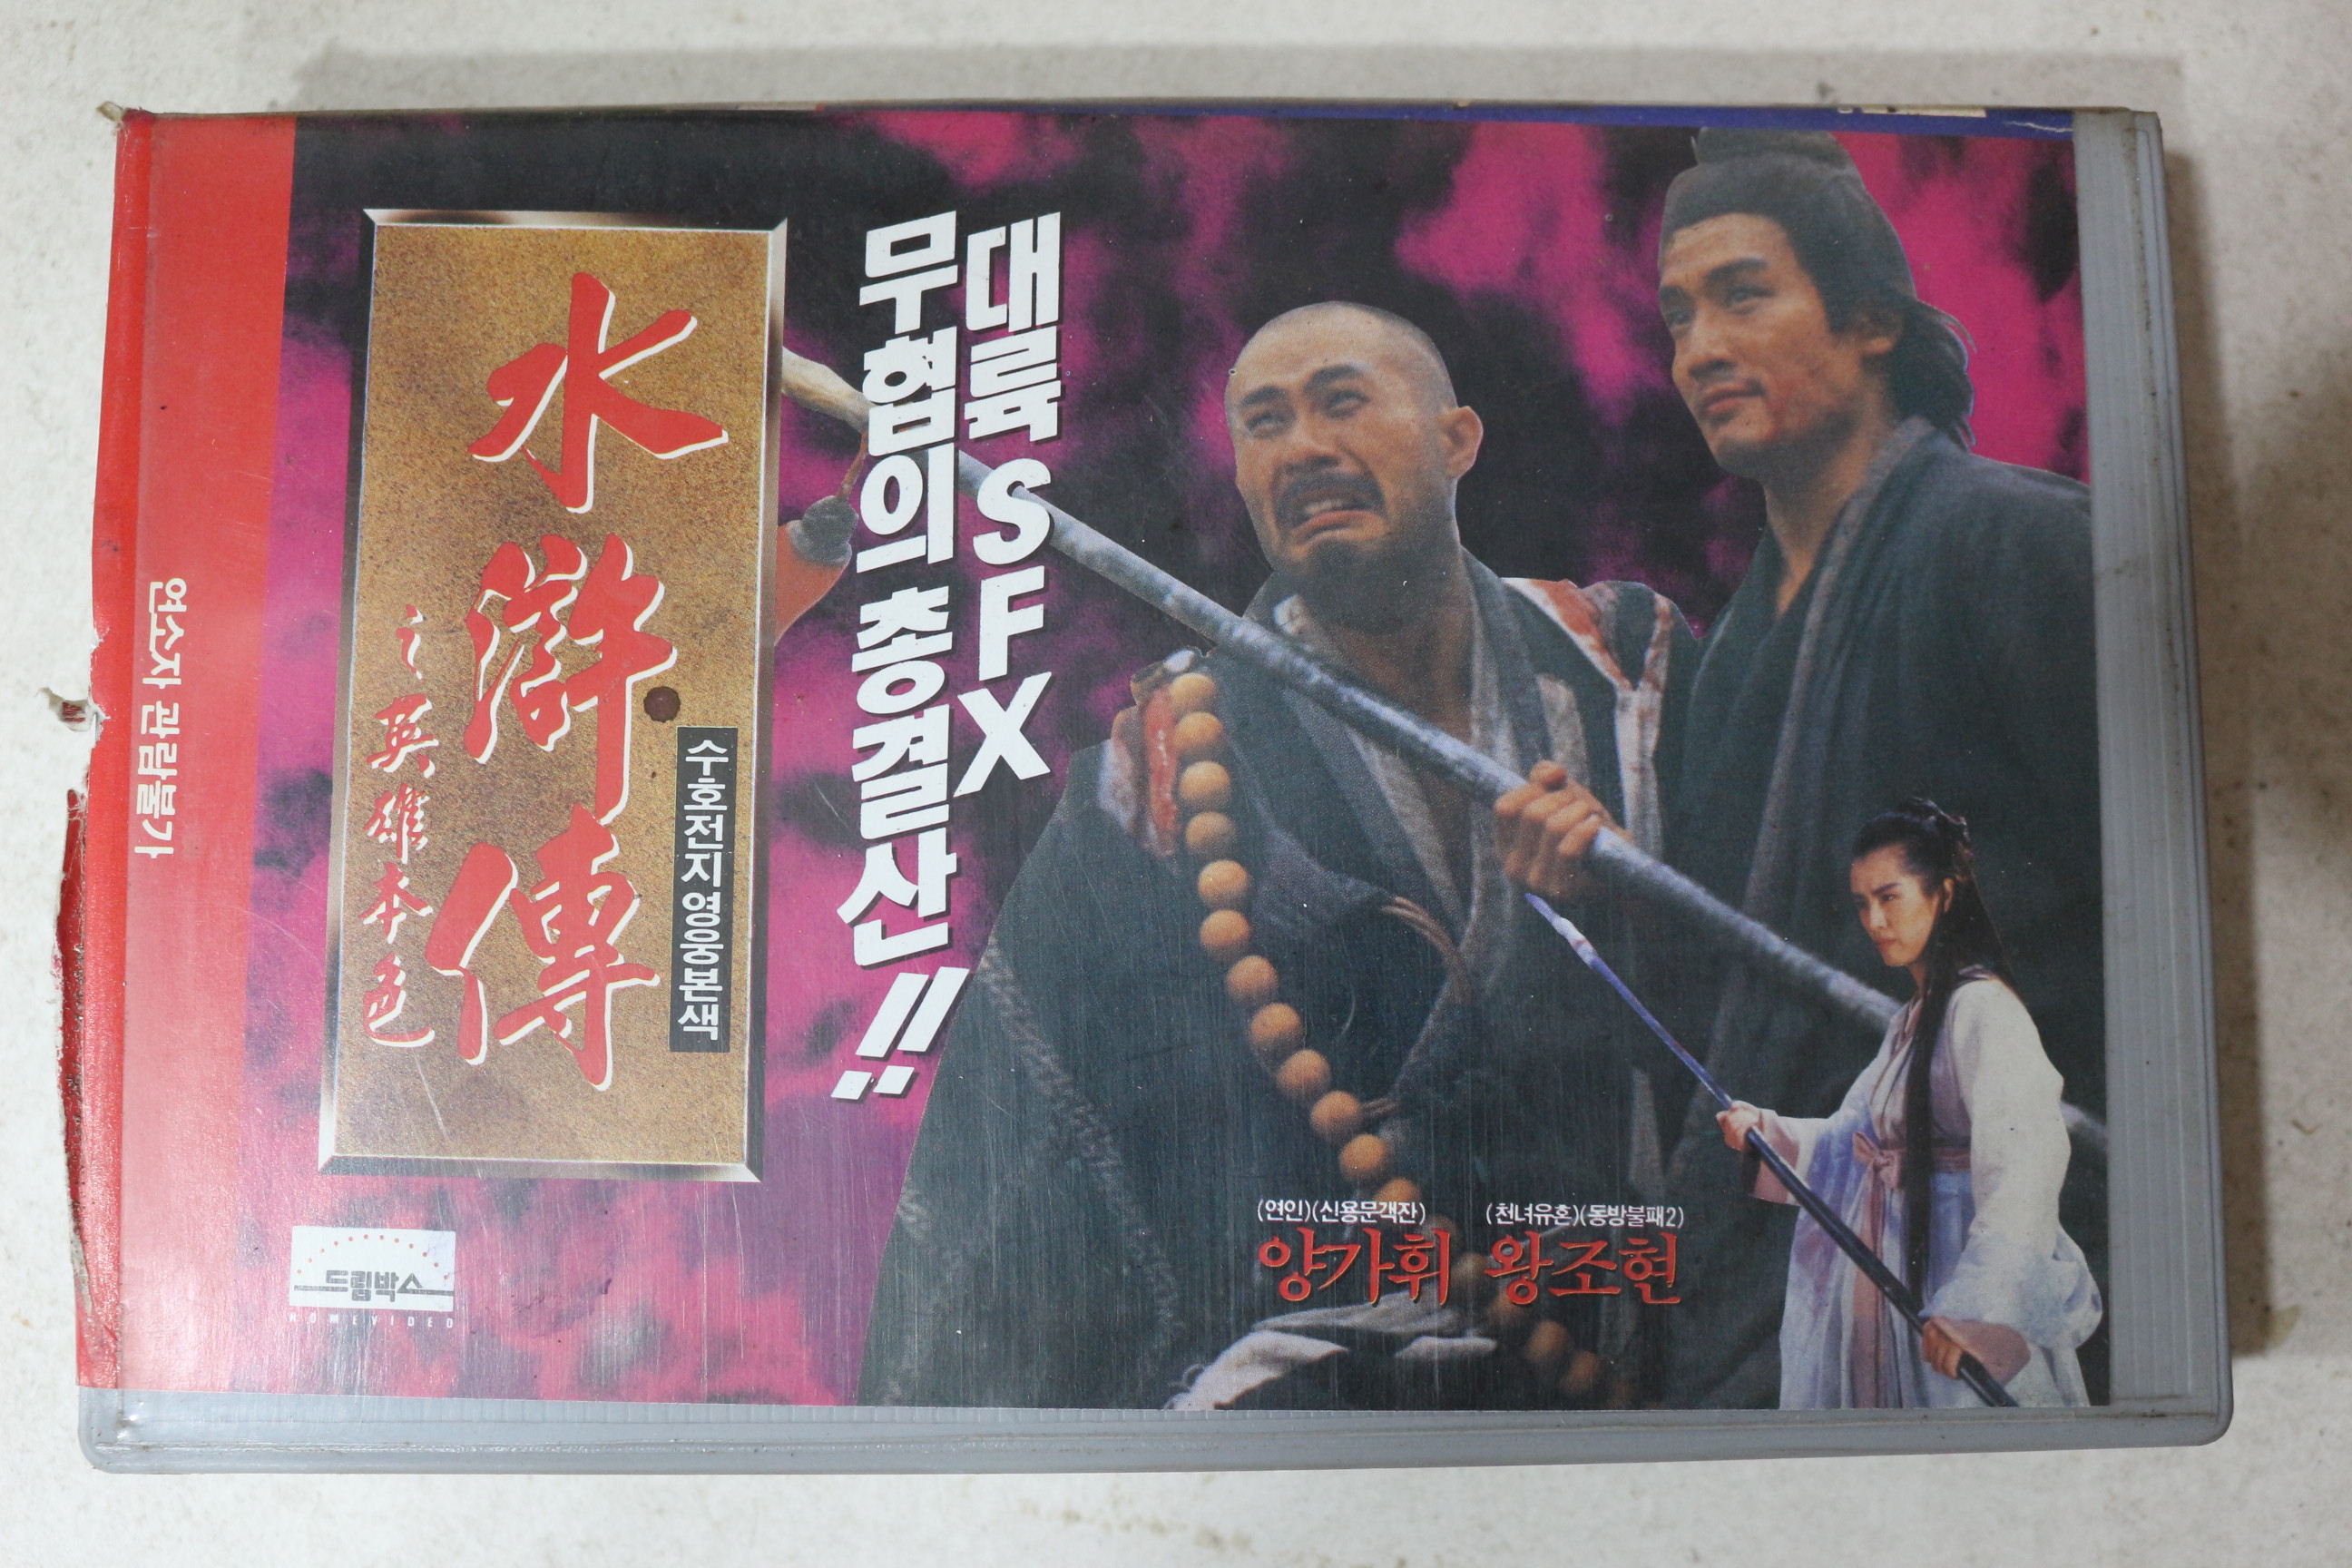 연소자 관람불가
水滸傳
之英雄本色
수호전지영웅본색
대륙 SFX
무협의 총결산!!
(연인)(신용문객잔)
양가휘
(천녀유혼)(동방불패2)
왕조현
드림박스
HOMEVIDEO